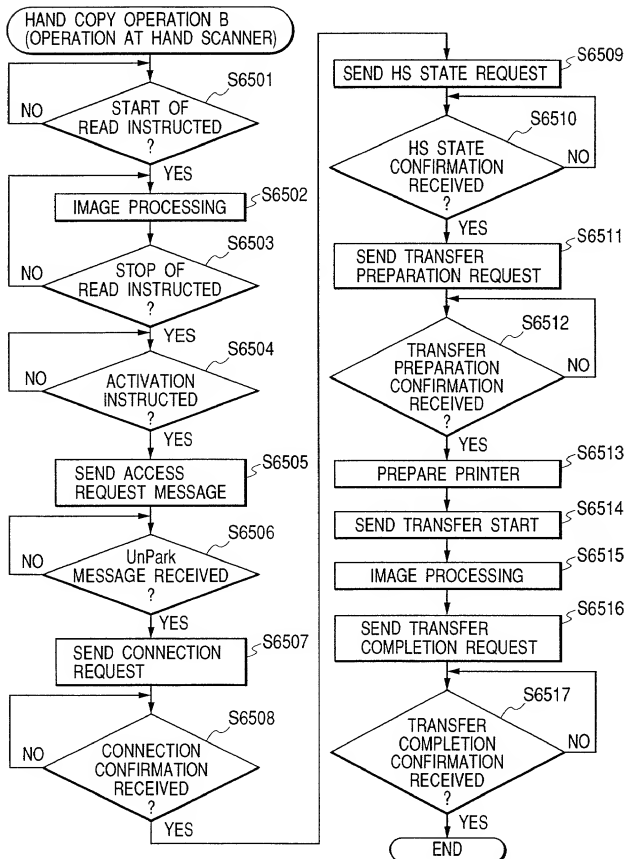 HAND COPY OPERATION B
(OPERATION AT HAND SCANNER)
S6501
START OF
READ INSTRUCTED
?
NO
YES
S6502
IMAGE PROCESSING
S6503
STOP OF
READ INSTRUCTED
?
NO
YES
S6504
ACTIVATION
INSTRUCTED
?
NO
YES
S6505
SEND ACCESS
REQUEST MESSAGE
S6506
UnPark
MESSAGE RECEIVED
?
NO
YES
S6507
SEND CONNECTION
REQUEST
S6508
CONNECTION
CONFIRMATION
RECEIVED
?
NO
YES
S6509
SEND HS STATE REQUEST
S6510
HS STATE
CONFIRMATION
RECEIVED
?
NO
YES
S6511
SEND TRANSFER
PREPARATION REQUEST
S6512
TRANSFER
PREPARATION
CONFIRMATION
RECEIVED
?
NO
YES
S6513
PREPARE PRINTER
S6514
SEND TRANSFER START
S6515
IMAGE PROCESSING
S6516
SEND TRANSFER
COMPLETION REQUEST
S6517
TRANSFER
COMPLETION
CONFIRMATION
RECEIVED
?
NO
YES
END